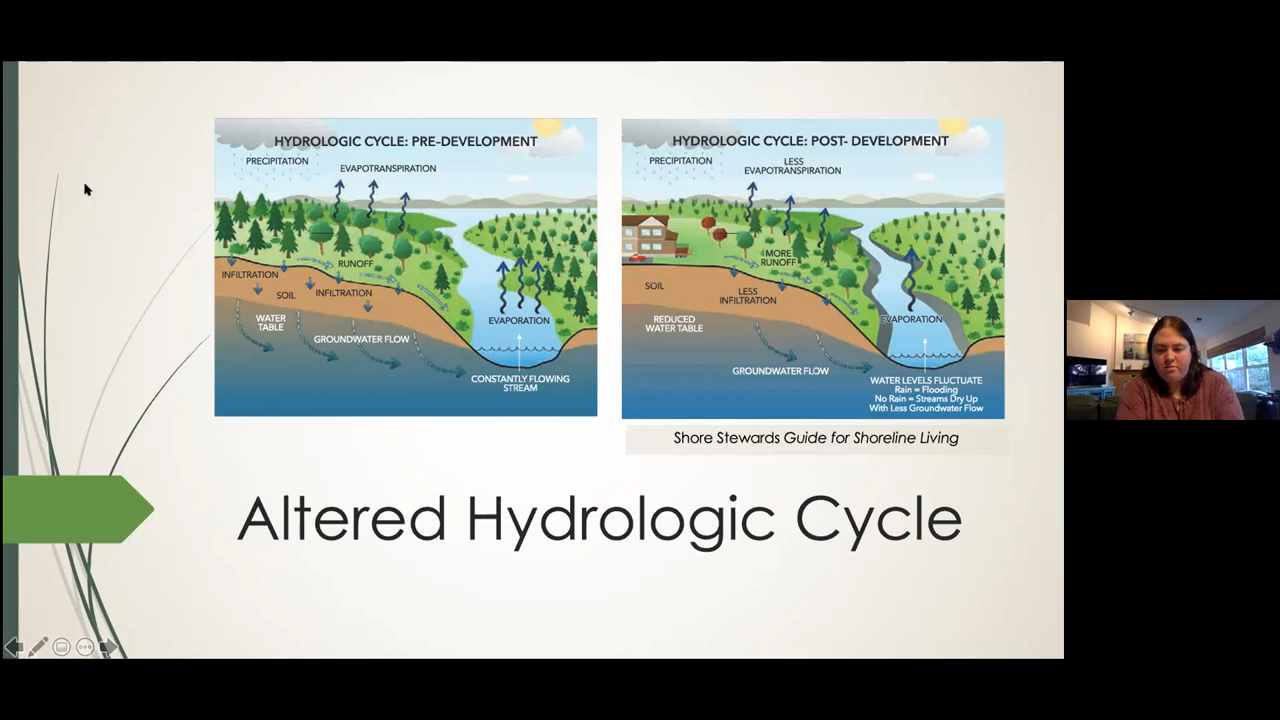 HYDROLOGIC CYCLE: PRE-DEVELOPMENT
PRECIPITATION
EVAPOTRANSPIRATION
RUNOFF
INFILTRATION
INFILTRATION
SOIL
WATER
TABLE
EVAPORATION
GROUNDWATER FLOW
CONSTANTLY FLOWING
STREAM
HYDROLOGIC CYCLE: POST- DEVELOPMENT
PRECIPITATION
LESS
EVAPOTRANSPIRATION
MORE
RUNOFF
SOIL
LESS
INFILTRATION
REDUCED
WATER TABLE
EVAPORATION
GROUNDWATER FLOW
WATER LEVELS FLUCTUATE
Rain = Flooding
No Rain = Streams Dry Up
With Less Groundwater Flow
Shore Stewards Guide for Shoreline Living
Altered Hydrologic Cycle